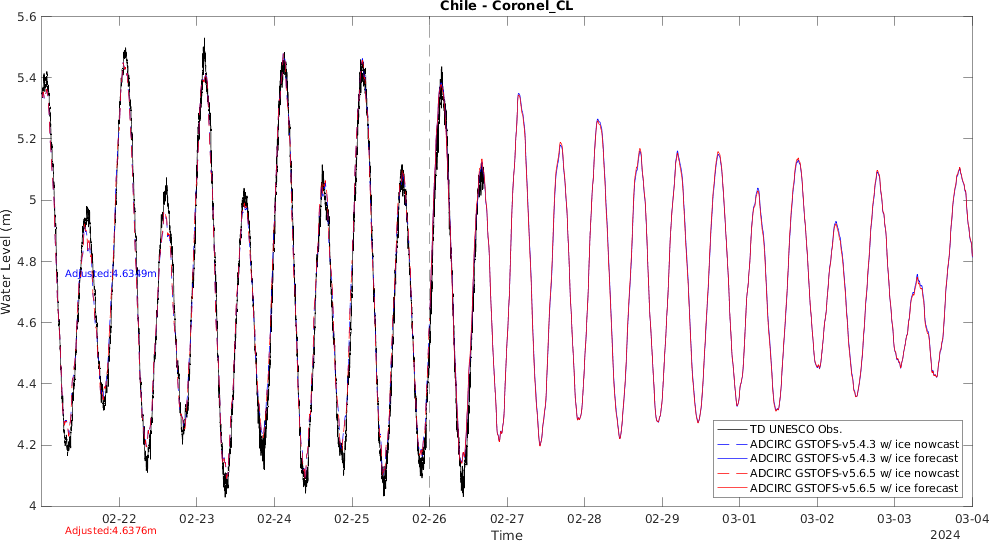 Chile - Coronel_CL
5.6
5.4
5.2
5
4.8
4.6
4.4
4.2
4
Water Level (m)
Adjusted:4.6349m
Adjusted:4.6376m
TD UNESCO Obs.
ADCIRC GSTOFS-v5.4.3 w/ ice nowcast
ADCIRC GSTOFS-v5.4.3 w/ ice forecast
ADCIRC GSTOFS-v5.6.5 w/ ice nowcast
ADCIRC GSTOFS-v5.6.5 w/ ice forecast
02-22 02-23 02-24 02-25 02-26 02-27 02-28 02-29 03-01 03-02 03-03 03-04
Time
2024